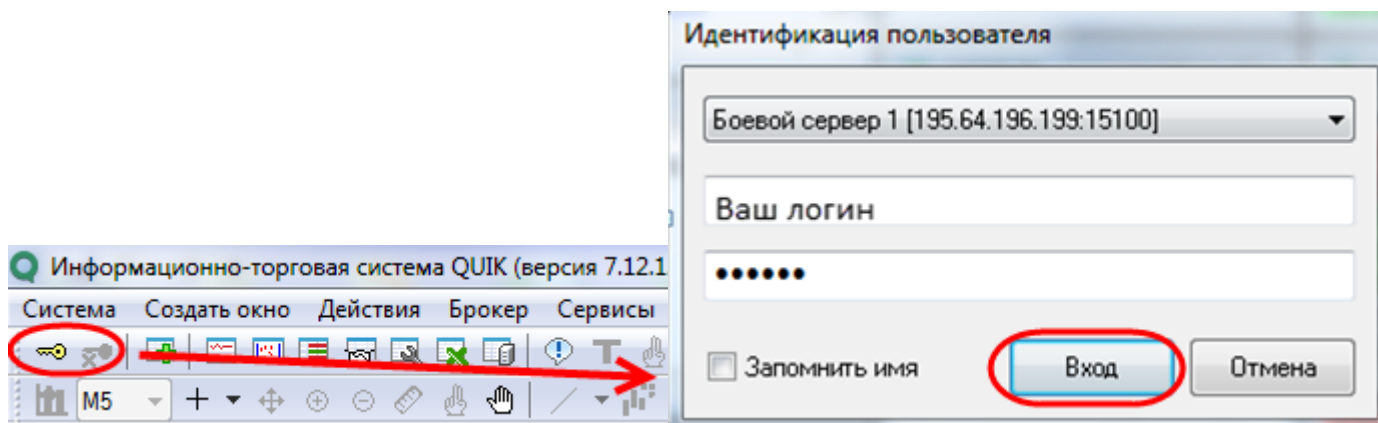 Информационно-торговая система QUIK (версия 7.12.1
Система Создать окно Действия Брокер Сервисы
M5
Идентификация пользователя
Боевой сервер 1 [195.64.196.199:15100]
Ваш логин
••••••
Запомнить имя Вход Отмена